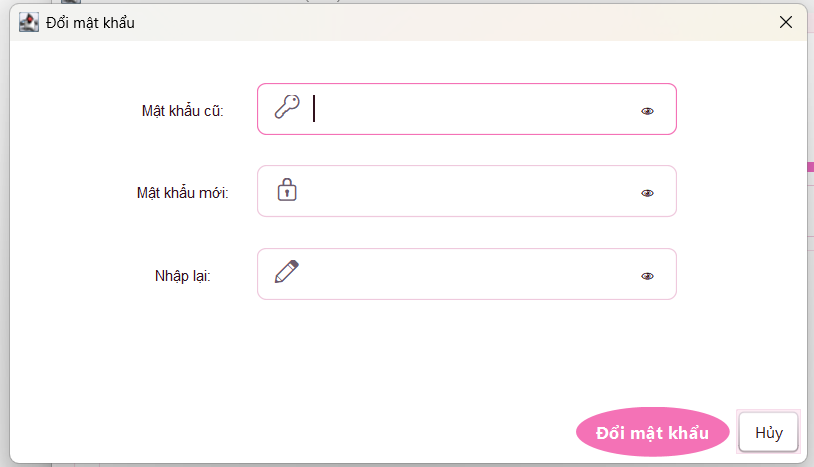 Đổi mật khẩu
Mật khẩu cũ:
Mật khẩu mới:
Nhập lại:
Đổi mật khẩu
Hủy